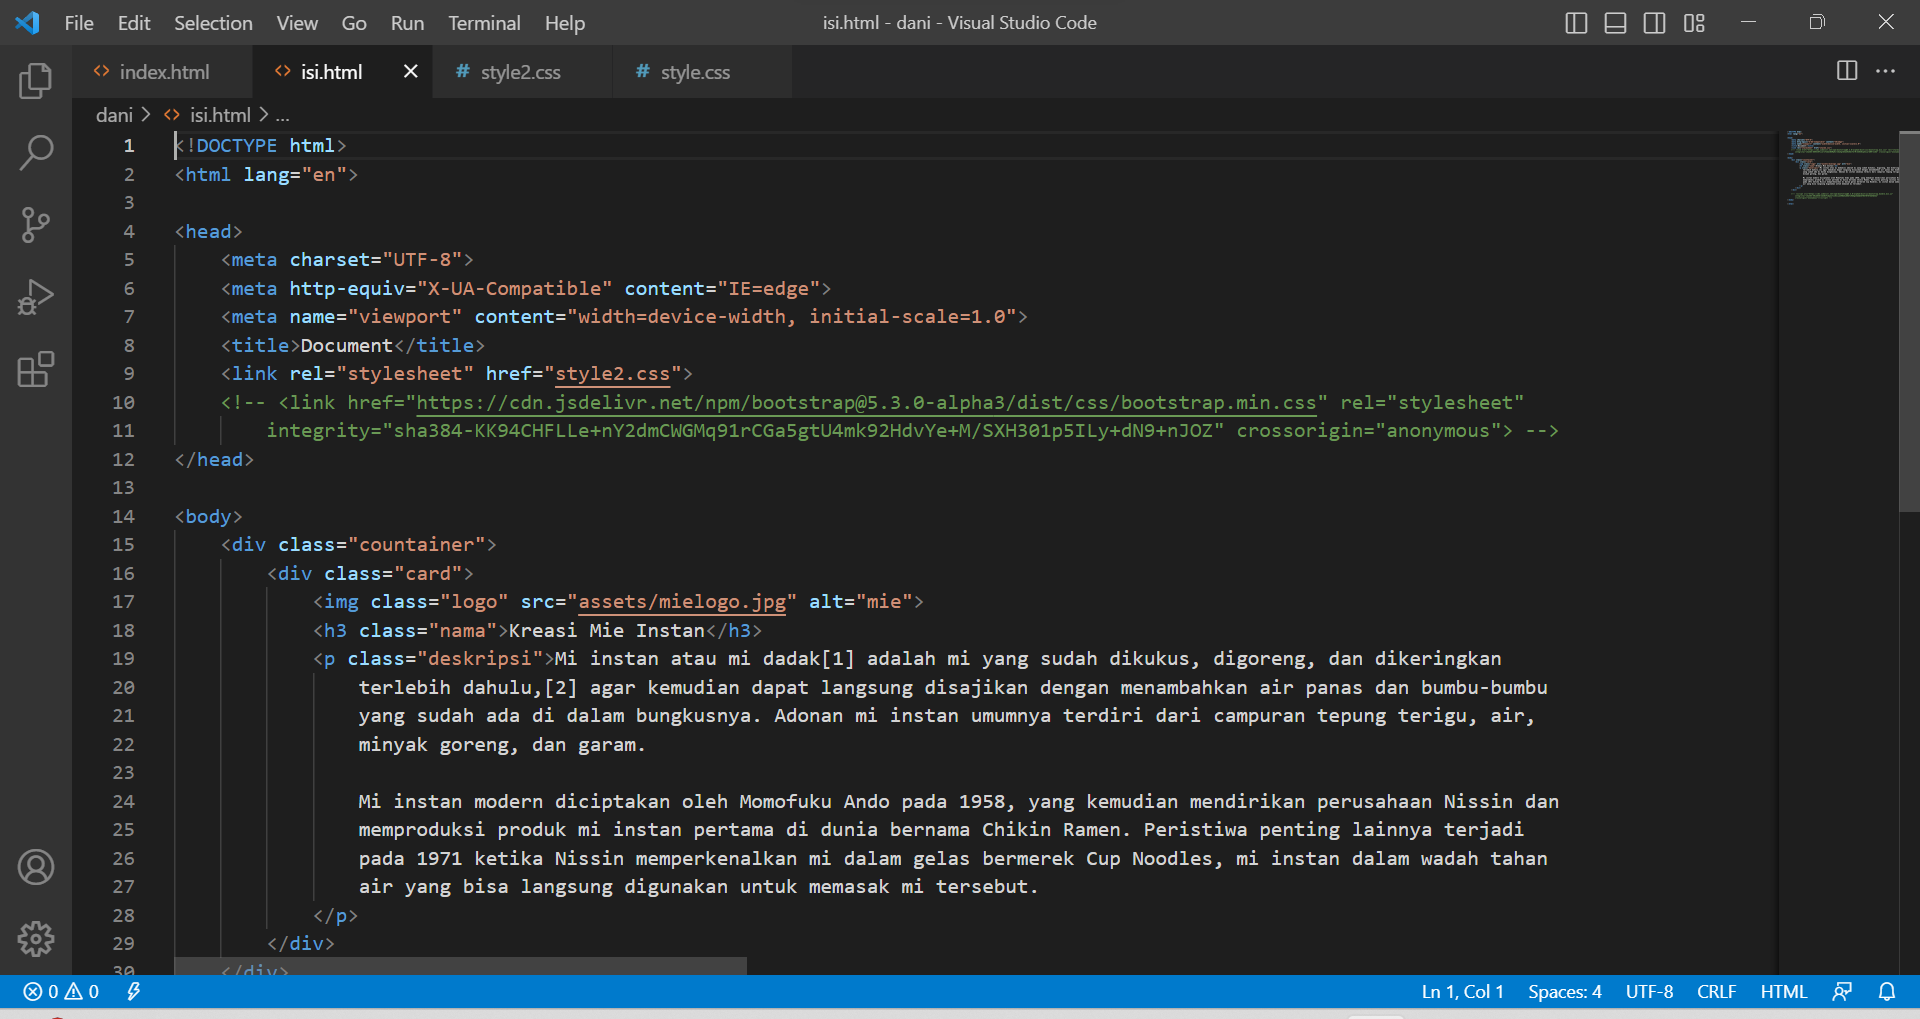 File Edit Selection View Go Run Terminal Help isi.html - dani - Visual Studio Code
index.html isi.html # style2.css # style.css
dani > isi.html > ...
1 <!DOCTYPE html>
2 <html lang="en">
3
4 <head>
5 <meta charset="UTF-8">
6 <meta http-equiv="X-UA-Compatible" content="IE=edge">
7 <meta name="viewport" content="width=device-width, initial-scale=1.0">
8 <title>Document</title>
9 <link rel="stylesheet" href="style2.css">
10 <!-- <link href="https://cdn.jsdelivr.net/npm/bootstrap@5.3.0-alpha3/dist/css/bootstrap.min.css" rel="stylesheet"
11 integrity="sha384-KK94CHFLLe+nY2dmCWGMq91rCGa5gtU4mk92HdvYe+M/SXH301p5ILy+dN9+nJOZ" crossorigin="anonymous"> -->
12 </head>
13
14 <body>
15 <div class="countainer">
16 <div class="card">
17 <img class="logo" src="assets/mielogo.jpg" alt="mie">
18 <h3 class="nama">Kreasi Mie Instan</h3>
19 <p class="deskripsi">Mi instan atau mi dadak[1] adalah mi yang sudah dikukus, digoreng, dan dikeringkan
20 terlebih dahulu,[2] agar kemudian dapat langsung disajikan dengan menambahkan air panas dan bumbu-bumbu
21 yang sudah ada di dalam bungkusnya. Adonan mi instan umumnya terdiri dari campuran tepung terigu, air,
22 minyak goreng, dan garam.
23
24 Mi instan modern diciptakan oleh Momofuku Ando pada 1958, yang kemudian mendirikan perusahaan Nissin dan
25 memproduksi produk mi instan pertama di dunia bernama Chikin Ramen. Peristiwa penting lainnya terjadi
26 pada 1971 ketika Nissin memperkenalkan mi dalam gelas bermerek Cup Noodles, mi instan dalam wadah tahan
27 air yang bisa langsung digunakan untuk memasak mi tersebut.
28 </p>
29 </div>
30 </div>
0 0 Ln 1, Col 1 Spaces: 4 UTF-8 CRLF HTML